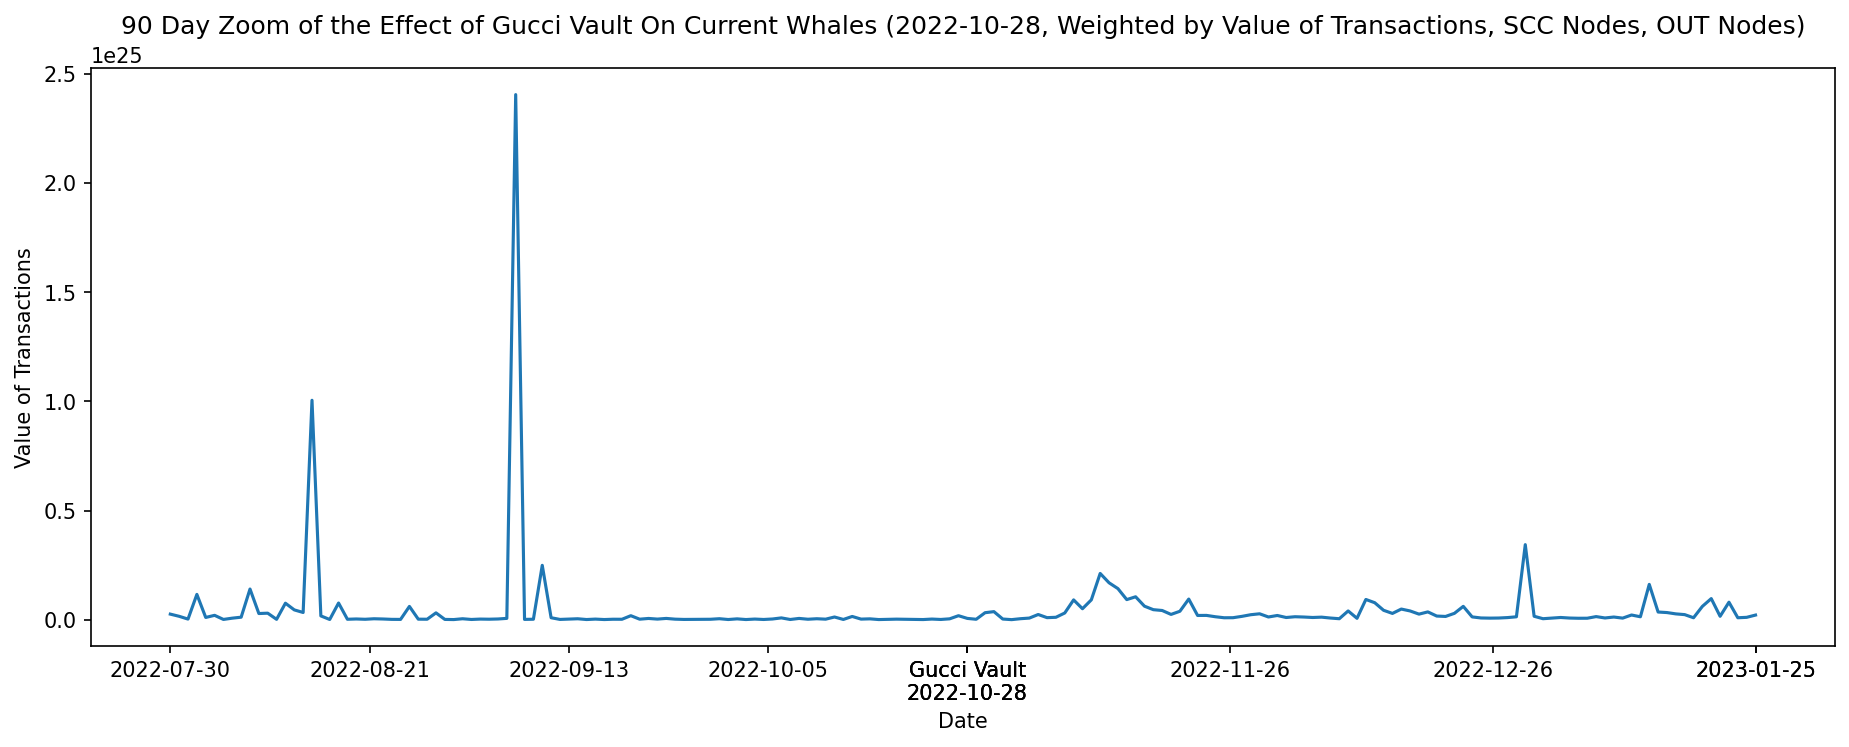 90 Day Zoom of the Effect of Gucci Vault On Current Whales (2022-10-28, Weighted by Value of Transactions, SCC Nodes, OUT Nodes)
1e25
2.5
2.0
1.5
1.0
0.5
0.0
Value of Transactions
2022-07-30 2022-08-21 2022-09-13 2022-10-05 Gucci Vault 2022-11-26 2022-12-26 2023-01-25
2022-10-28
Date